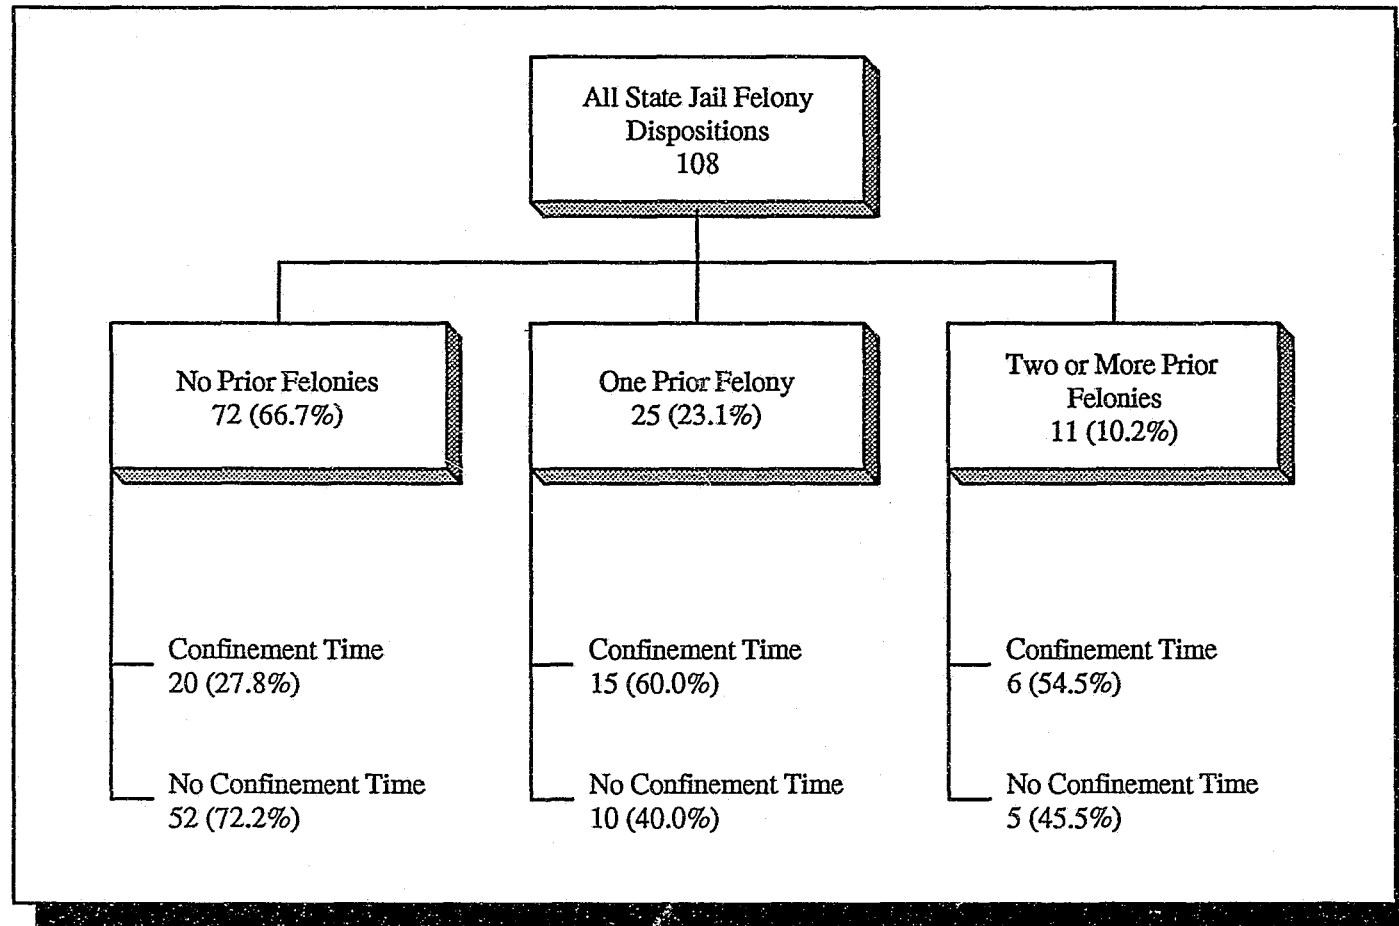 All State Jail Felony
Dispositions
108
No Prior Felonies
72 (66.7%)
One Prior Felony
25 (23.1%)
Two or More Prior
Felonies
11 (10.2%)
Confinement Time
20 (27.8%)
Confinement Time
15 (60.0%)
Confinement Time
6 (54.5%)
No Confinement Time
52 (72.2%)
No Confinement Time
10 (40.0%)
No Confinement Time
5 (45.5%)